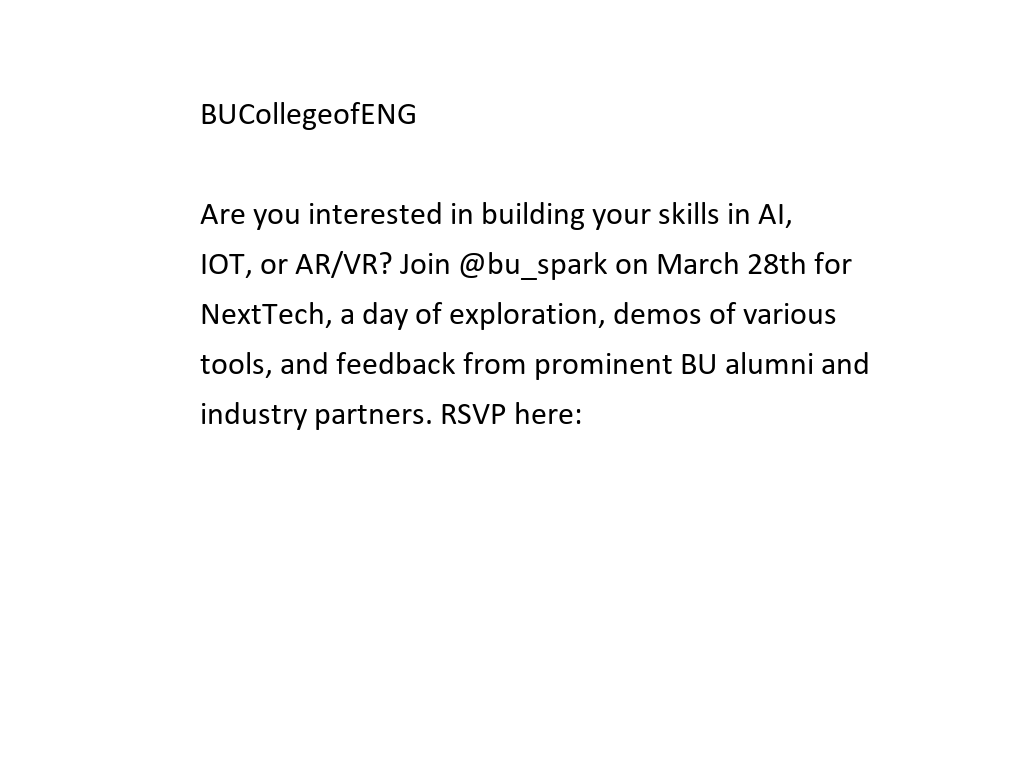 BUCollegeofENG
Are you interested in building your skills in AI,
IOT, or AR/VR? Join @bu_spark on March 28th for
NextTech, a day of exploration, demos of various
tools, and feedback from prominent BU alumni and
industry partners. RSVP here: